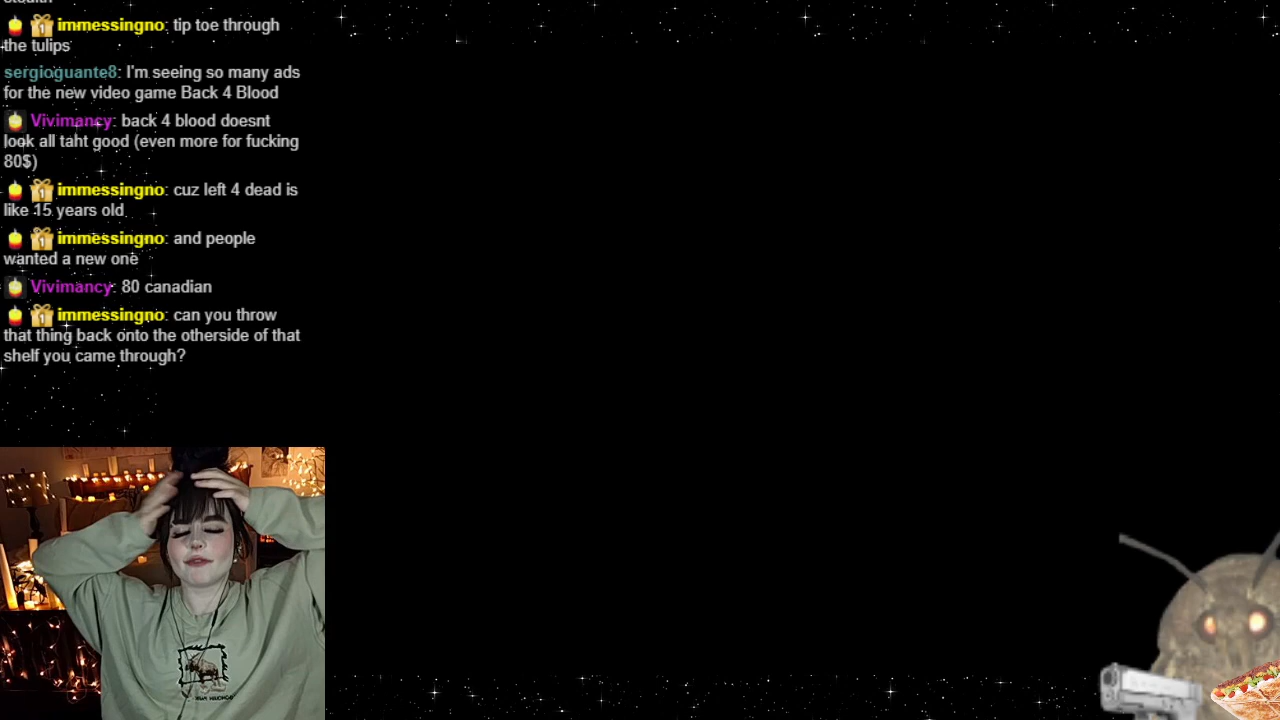 stealth
immessingno: tip toe through
the tulips
sergioguante8: I'm seeing so many ads
for the new video game Back 4 Blood
Vivimancy: back 4 blood doesnt
look all taht good (even more for fucking
80$)
immessingno: cuz left 4 dead is
like 15 years old
immessingno: and people
wanted a new one
Vivimancy: 80 canadian
immessingno: can you throw
that thing back onto the otherside of that
shelf you came through?